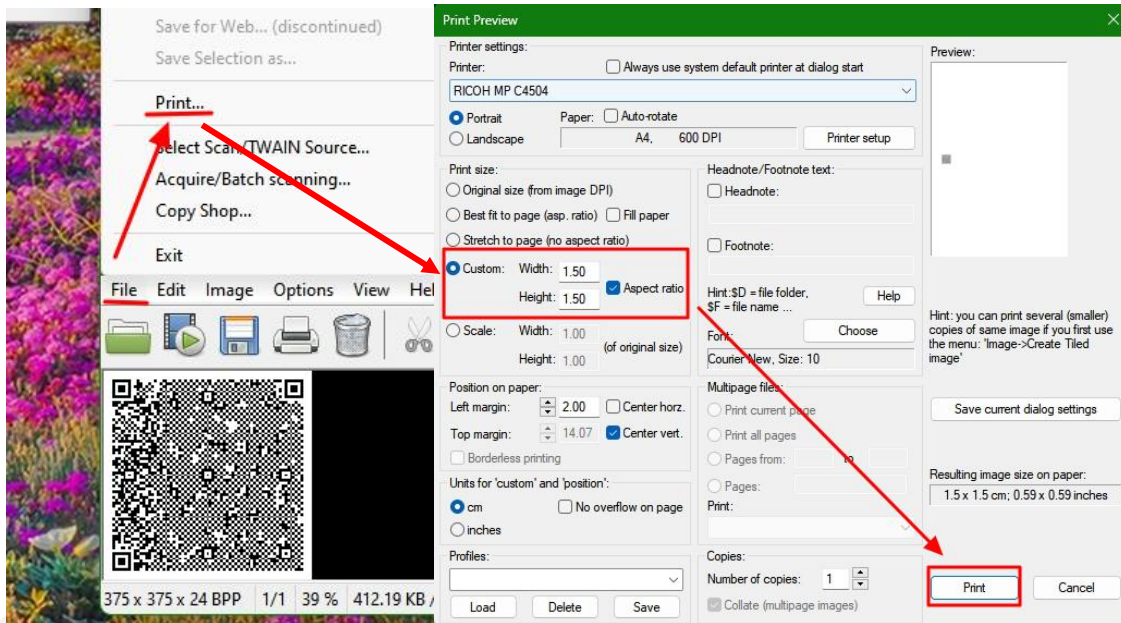 Save for Web... (discontinued)
Save Selection as...
Print...
Select Scan/TWAIN Source...
Acquire/Batch scanning...
Copy Shop...
Exit
File Edit Image Options View Hel
375 x 375 x 24 BPP 1/1 39 % 412.19 KB /
Print Preview
Printer settings:
Printer: Always use system default printer at dialog start
RICOH MP C4504
Portrait Paper: Auto-rotate
Landscape A4, 600 DPI Printer setup
Print size:
Original size (from image DPI)
Best fit to page (asp. ratio) Fill paper
Stretch to page (no aspect ratio)
Custom: Width: 1.50
Height: 1.50 Aspect ratio
Scale: Width: 1.00
(of original size)
Height: 1.00
Position on paper:
Left margin: 2.00 Center horz.
Top margin: 14.07 Center vert.
Borderless printing
Units for 'custom' and 'position':
cm No overflow on page
inches
Profiles:
Load Delete Save
Headnote/Footnote text:
Headnote:
Footnote:
Hint:$D = file folder,
$F = file name ... Help
Font: Choose
Courier New, Size: 10
Multipage files:
Print current page
Print all pages
Pages from: to
Pages:
Print:
Copies:
Number of copies: 1
Collate (multipage images)
Preview:
Hint: you can print several (smaller)
copies of same image if you first use
the menu: 'Image->Create Tiled
image'
Save current dialog settings
Resulting image size on paper:
1.5 x 1.5 cm; 0.59 x 0.59 inches
Print Cancel